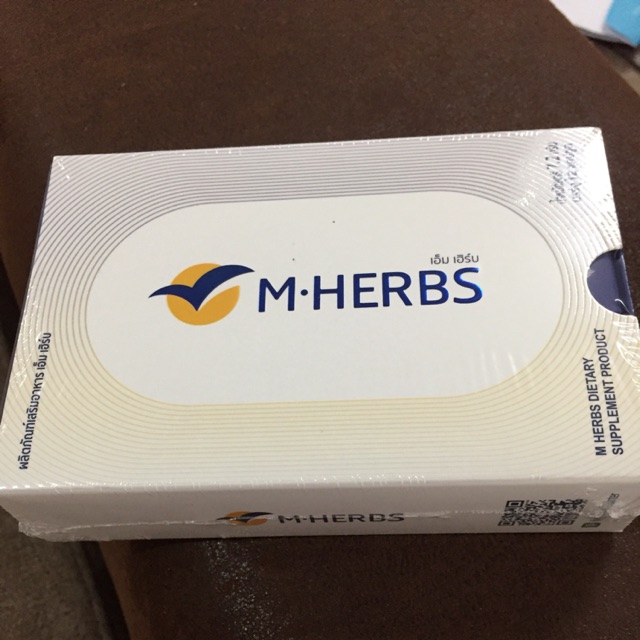 เอ็ม เฮิร์บ
M·HERBS
ผลิตภัณฑ์เสริมอาหาร เอ็ม เฮิร์บ
M HERBS DIETARY
SUPPLEMENT PRODUCT
M·HERBS